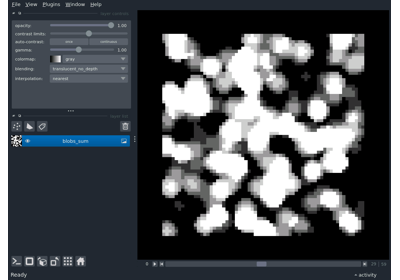 File View Plugins Window Help
opacity: 1.00
contrast limits:
auto-contrast: once continuous
gamma: 1.00
colormap: gray
blending: translucent_no_depth
interpolation: nearest
blobs_sum
activity